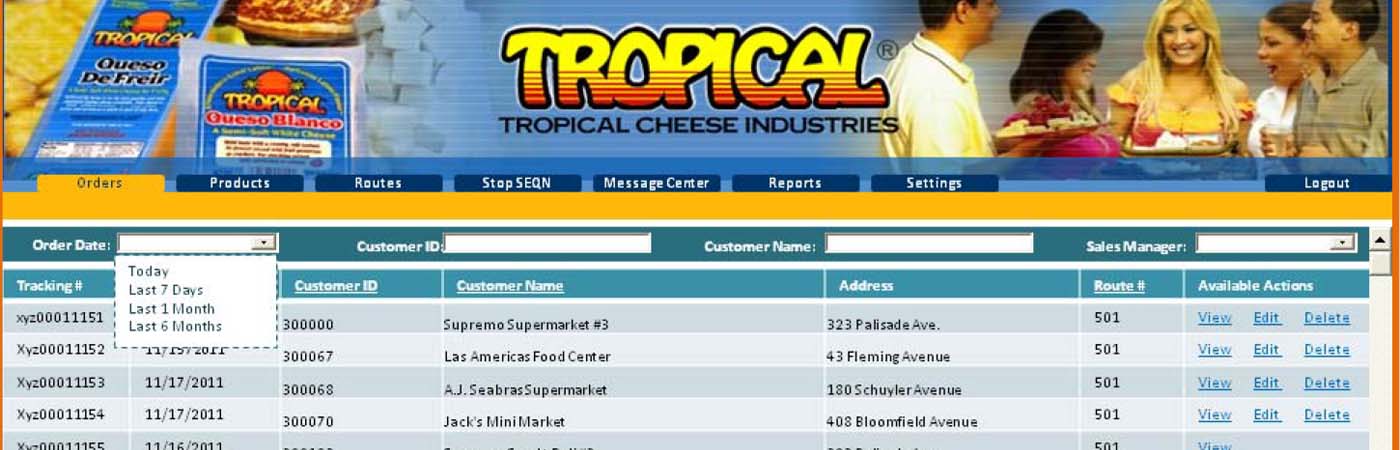 TROPICAL
Queso
De Freir
TROPICAL
Queso Blanco
A Semi-Soft White Cheese
TROPICAL®
TROPICAL CHEESE INDUSTRIES
Orders Products Routes Stop SEQN Message Center Reports Settings Logout
Order Date: Customer ID: Customer Name: Sales Manager:
Today
Last 7 Days
Last 1 Month
Last 6 Months
Tracking # Customer ID Customer Name Address Route # Available Actions
xyz00011151 300000 Supremo Supermarket #3 323 Palisade Ave. 501 View Edit Delete
Xyz00011152 11/15/2011 300067 Las Americas Food Center 43 Fleming Avenue 501 View Edit Delete
Xyz00011153 11/17/2011 300068 A.J. Seabras Supermarket 180 Schuyler Avenue 501 View Edit Delete
Xyz00011154 11/17/2011 300070 Jack's Mini Market 408 Bloomfield Avenue 501 View Edit Delete
Xyz00011155 11/16/2011 501 View